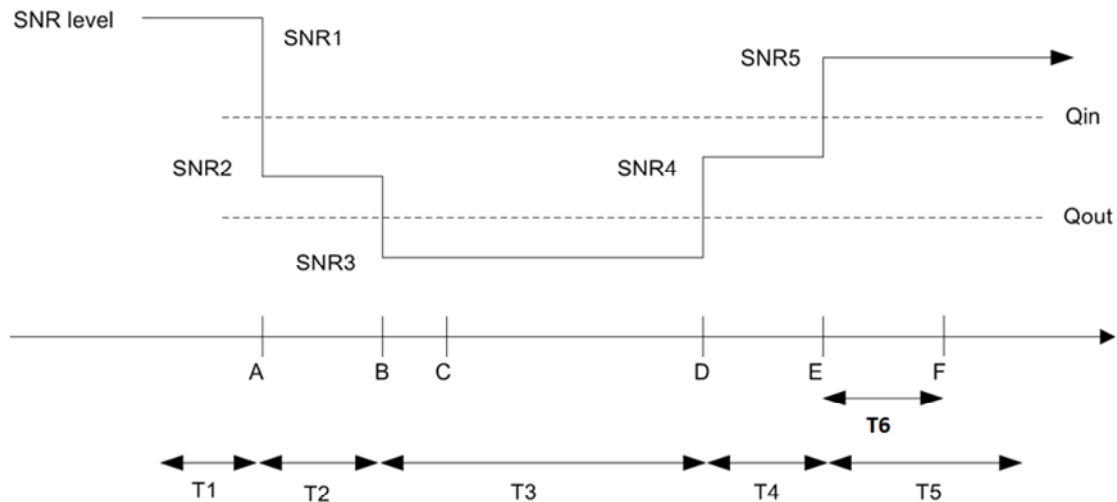 SNR level
SNR1
SNR5
Qin
SNR2
SNR4
Qout
SNR3
A B C D E F
T6
T1 T2 T3 T4 T5